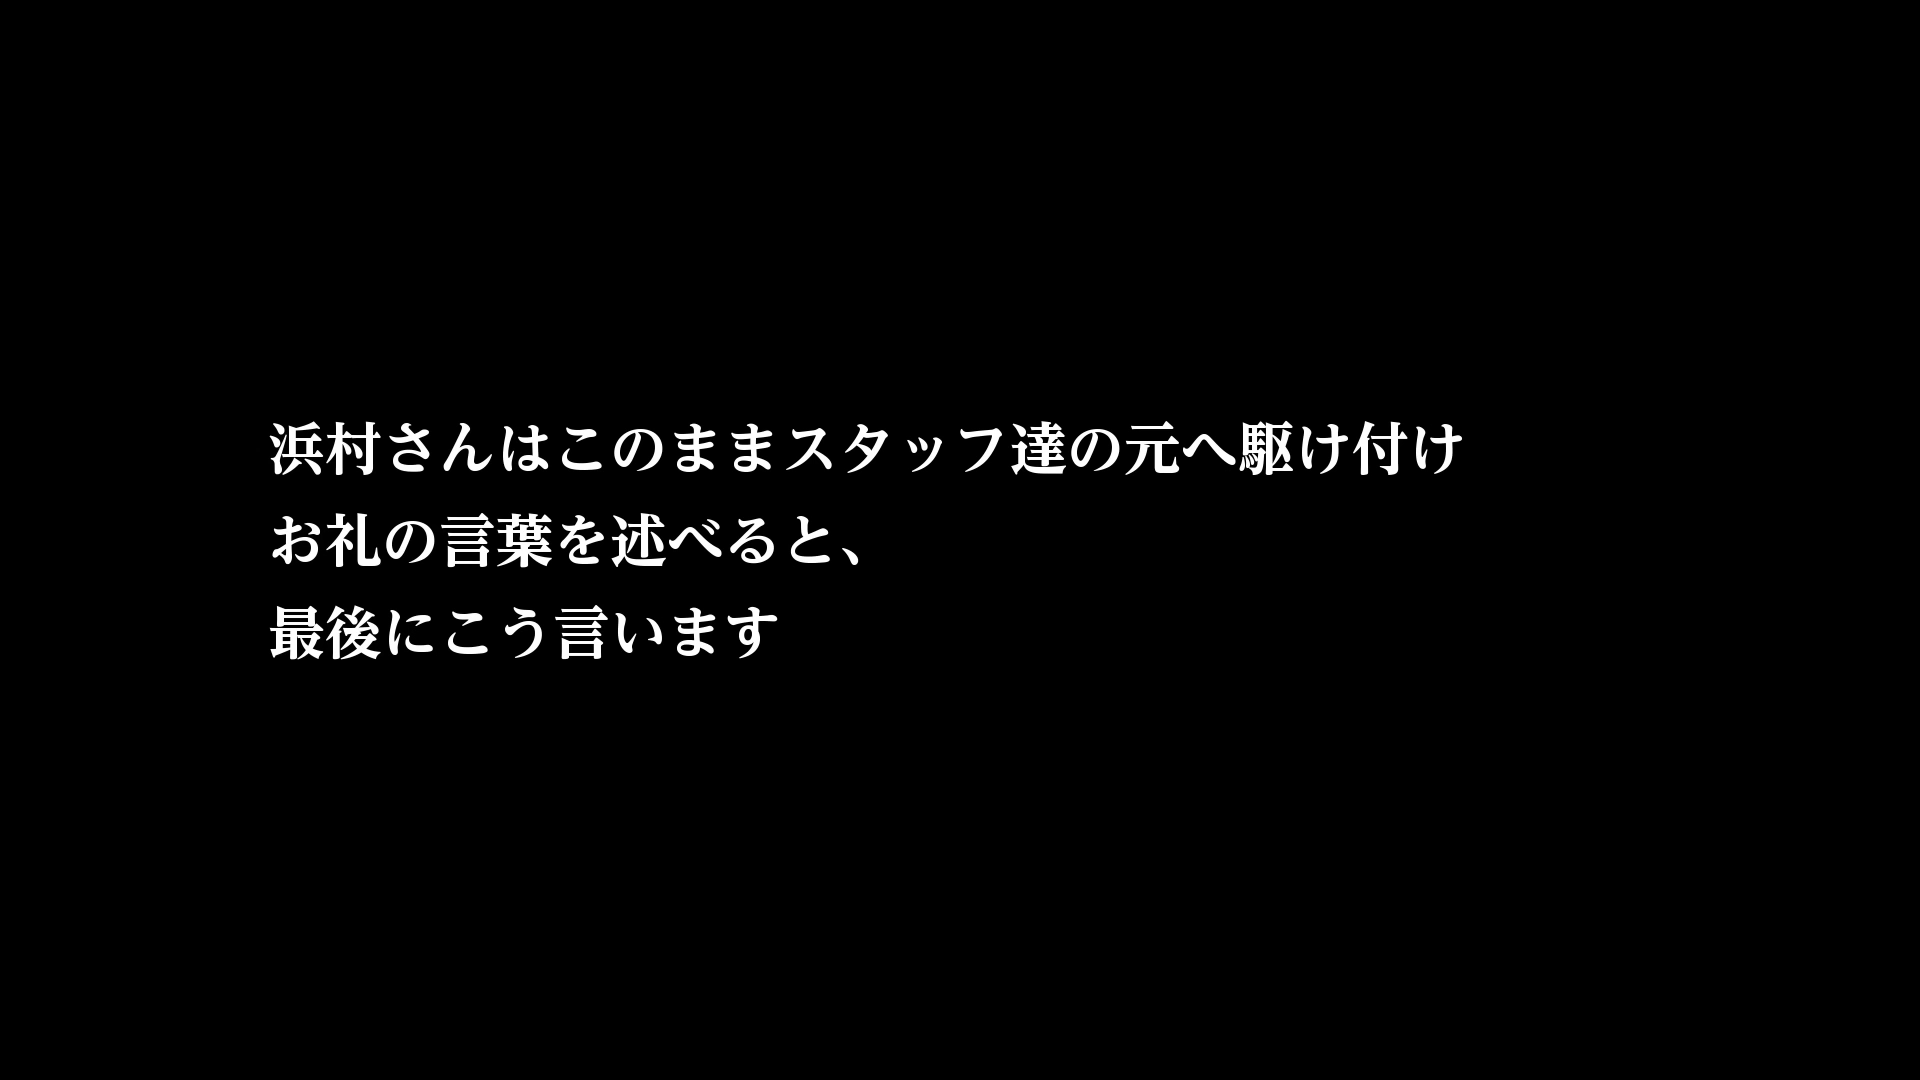 浜村さんはこのままスタッフ達の元へ駆け付け
お礼の言葉を述べると、
最後にこう言います